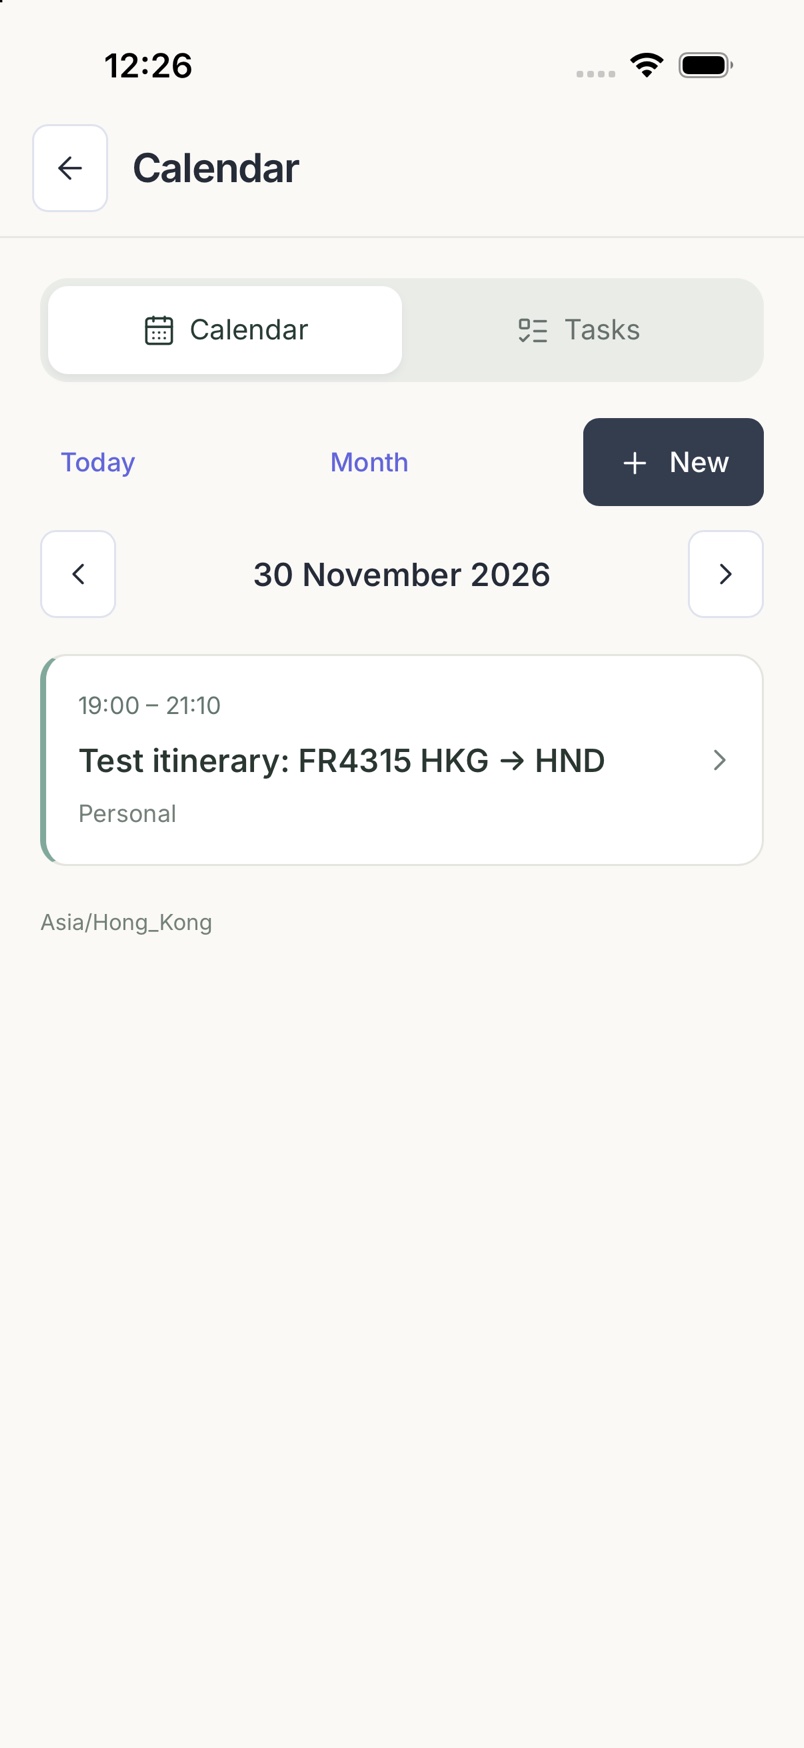 12:26
Calendar
Calendar
Tasks
Today
Month
New
30 November 2026
19:00 – 21:10
Test itinerary: FR4315 HKG → HND
Personal
Asia/Hong_Kong